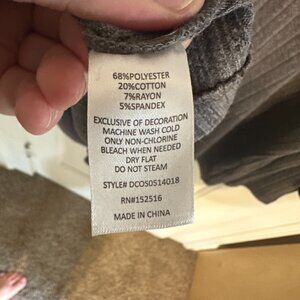 68%POLYESTER
20%COTTON
7%RAYON
5%SPANDEX
EXCLUSIVE OF DECORATION
MACHINE WASH COLD
ONLY NON-CHLORINE
BLEACH WHEN NEEDED
DRY FLAT
DO NOT STEAM
STYLE# DCOS0514018
RN#152516
MADE IN CHINA